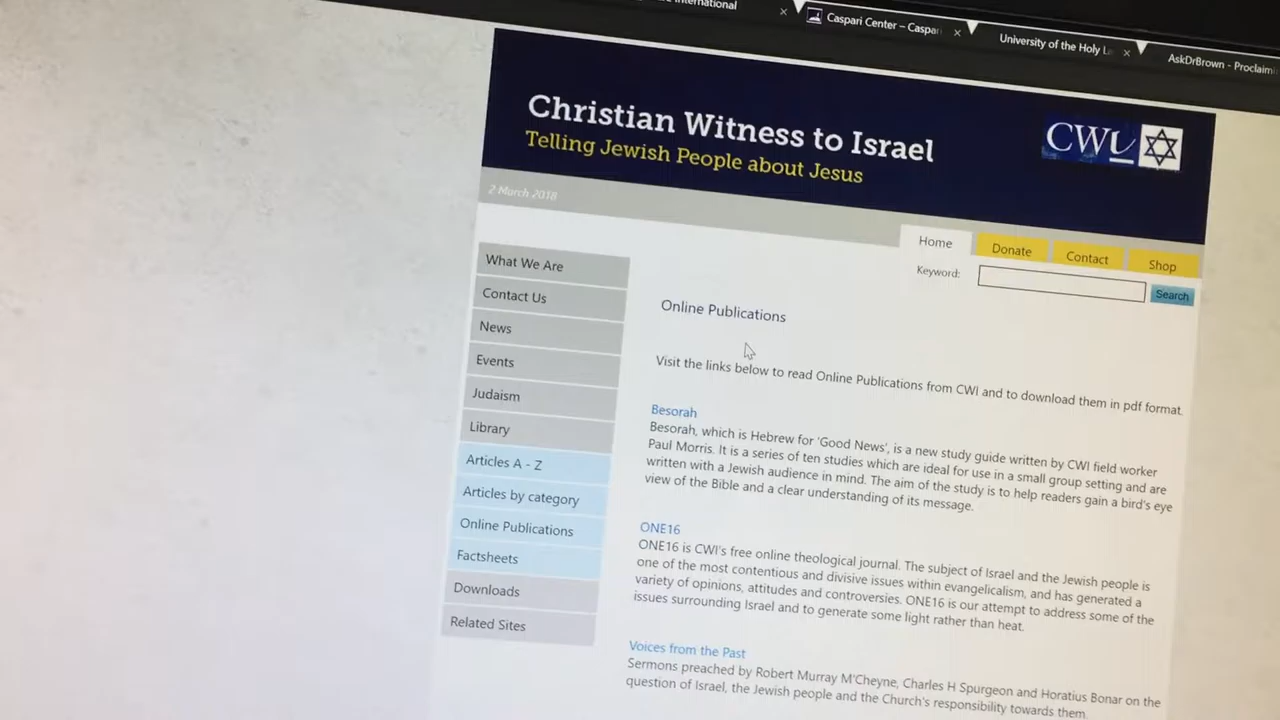 International
Caspari Center – Caspar
University of the Holy L
AskDrBrown - Proclaim
Christian Witness to Israel
Telling Jewish People about Jesus
CWI
2 March 2018
Home
Donate
Contact
Shop
Keyword:
Search
What We Are
Contact Us
News
Events
Judaism
Library
Articles A - Z
Articles by category
Online Publications
Factsheets
Downloads
Related Sites
Online Publications
Visit the links below to read Online Publications from CWI and to download them in pdf format.
Besorah
Besorah, which is Hebrew for 'Good News', is a new study guide written by CWI field worker
Paul Morris. It is a series of ten studies which are ideal for use in a small group setting and are
written with a Jewish audience in mind. The aim of the study is to help readers gain a bird's eye
view of the Bible and a clear understanding of its message.
ONE16
ONE16 is CWI's free online theological journal. The subject of Israel and the Jewish people is
one of the most contentious and divisive issues within evangelicalism, and has generated a
variety of opinions, attitudes and controversies. ONE16 is our attempt to address some of the
issues surrounding Israel and to generate some light rather than heat.
Voices from the Past
Sermons preached by Robert Murray M'Cheyne, Charles H Spurgeon and Horatius Bonar on the
question of Israel, the Jewish people and the Church's responsibility towards them.